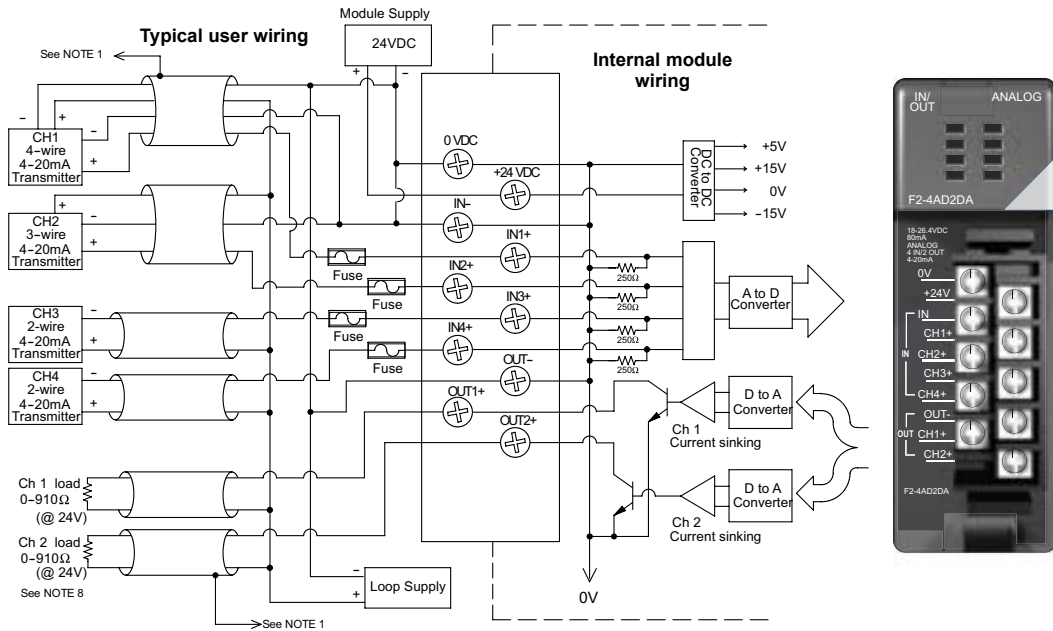 Typical user wiring
See NOTE 1
Module Supply
24VDC
+
-
Internal module
wiring
- +
CH1
4-wire
4-20mA
Transmitter
-
+
CH2
3-wire
4-20mA
Transmitter
+
-
+
CH3
2-wire
4-20mA
Transmitter
-
+
CH4
2-wire
4-20mA
Transmitter
-
+
Fuse
Fuse
Fuse
Fuse
0 VDC
+24 VDC
IN-
IN1+
IN2+
IN3+
IN4+
OUT-
OUT1+
OUT2+
DC to DC
Converter
+5V
+15V
0V
-15V
250Ω
250Ω
250Ω
250Ω
A to D
Converter
D to A
Converter
Ch 1
Current sinking
D to A
Converter
Ch 2
Current sinking
0V
Ch 1 load
0-910Ω
(@ 24V)
Ch 2 load
0-910Ω
(@ 24V)
See NOTE 8
See NOTE 1
-
+
Loop Supply
IN/
OUT
ANALOG
F2-4AD2DA
18-26.4VDC
80mA
ANALOG
4 IN/2 OUT
4-20mA
0V
+24V
IN
CH1+
IN
CH2+
CH3+
CH4+
OUT-
OUT
CH1+
CH2+
F2-4AD2DA